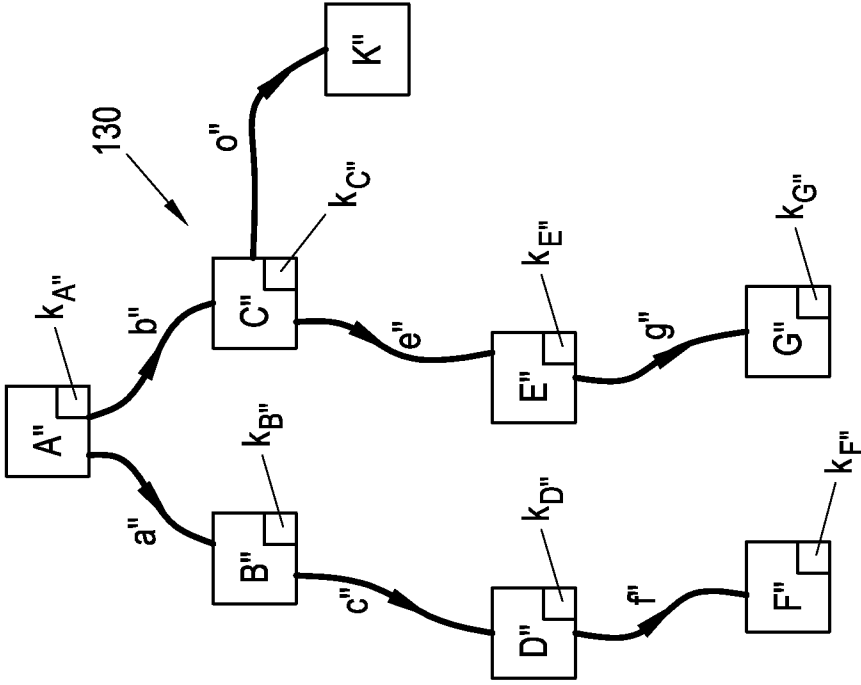 130
K"
o"
k_C"
k_A"
A"
b"
C"
a"
k_B"
B"
e"
k_E"
E"
c"
k_D"
D"
g"
k_G"
G"
f"
k_F"
F"